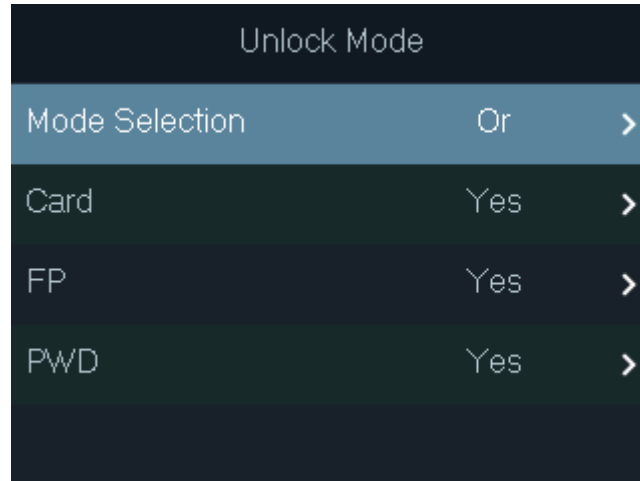 Unlock Mode
Mode Selection Or >
Card Yes >
FP Yes >
PWD Yes >